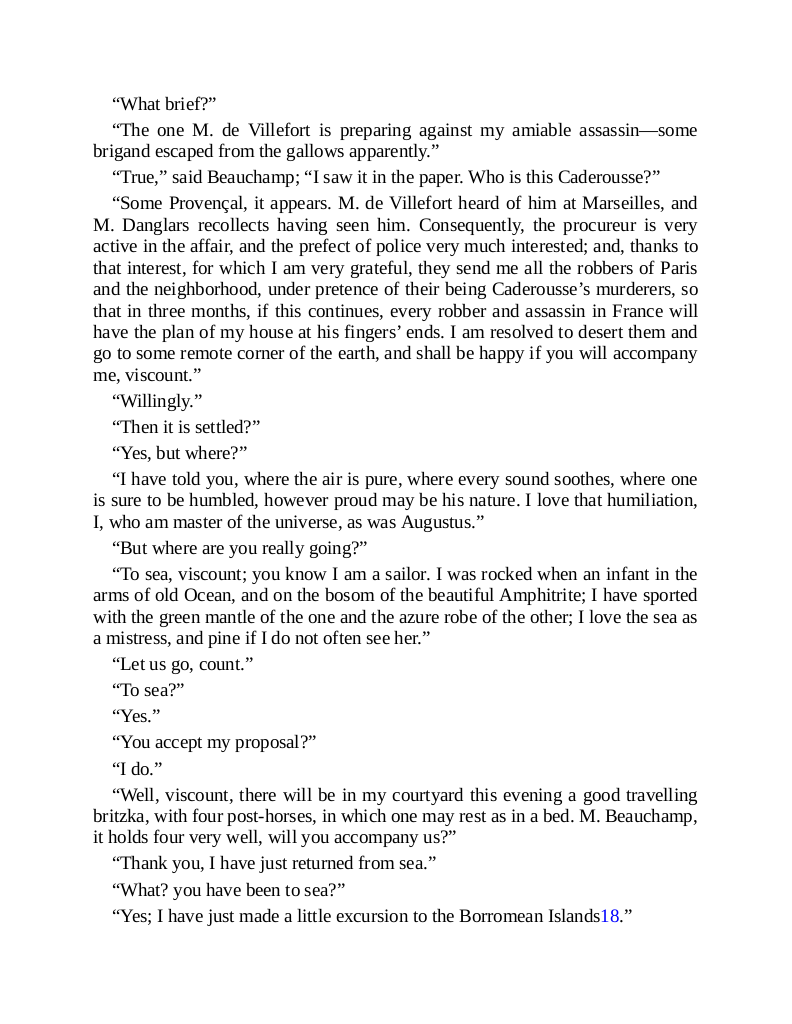 “What brief?”
“The one M. de Villefort is preparing against my amiable assassin—some
brigand escaped from the gallows apparently.”
“True,” said Beauchamp; “I saw it in the paper. Who is this Caderousse?”
“Some Provençal, it appears. M. de Villefort heard of him at Marseilles, and
M. Danglars recollects having seen him. Consequently, the procureur is very
active in the affair, and the prefect of police very much interested; and, thanks to
that interest, for which I am very grateful, they send me all the robbers of Paris
and the neighborhood, under pretence of their being Caderousse’s murderers, so
that in three months, if this continues, every robber and assassin in France will
have the plan of my house at his fingers’ ends. I am resolved to desert them and
go to some remote corner of the earth, and shall be happy if you will accompany
me, viscount.”
“Willingly.”
“Then it is settled?”
“Yes, but where?”
“I have told you, where the air is pure, where every sound soothes, where one
is sure to be humbled, however proud may be his nature. I love that humiliation,
I, who am master of the universe, as was Augustus.”
“But where are you really going?”
“To sea, viscount; you know I am a sailor. I was rocked when an infant in the
arms of old Ocean, and on the bosom of the beautiful Amphitrite; I have sported
with the green mantle of the one and the azure robe of the other; I love the sea as
a mistress, and pine if I do not often see her.”
“Let us go, count.”
“To sea?”
“Yes.”
“You accept my proposal?”
“I do.”
“Well, viscount, there will be in my courtyard this evening a good travelling
britzka, with four post-horses, in which one may rest as in a bed. M. Beauchamp,
it holds four very well, will you accompany us?”
“Thank you, I have just returned from sea.”
“What? you have been to sea?”
“Yes; I have just made a little excursion to the Borromean Islands18.”